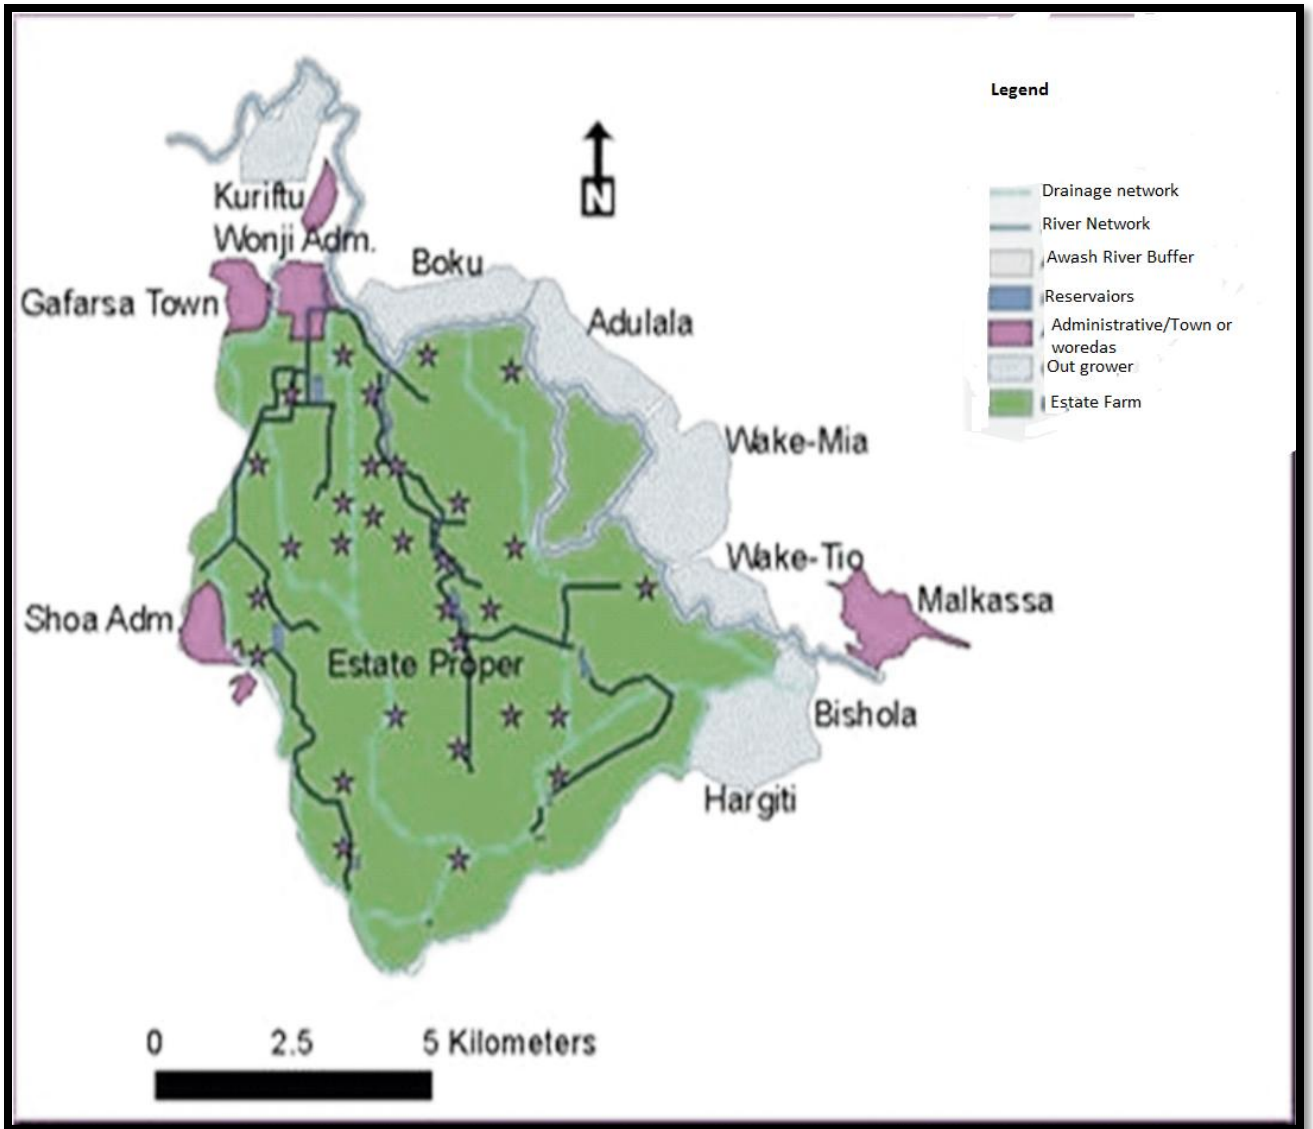 Legend
Drainage network
River Network
Awash River Buffer
Reservaiors
Administrative/Town or
woredas
Out grower
Estate Farm
N
Kuriftu
Wonji Adm.
Gafarsa Town
Boku
Adulala
Wake-Mia
Wake-Tio
Malkassa
Shoa Adm
Estate Proper
Bishola
Hargiti
0 2.5 5 Kilometers